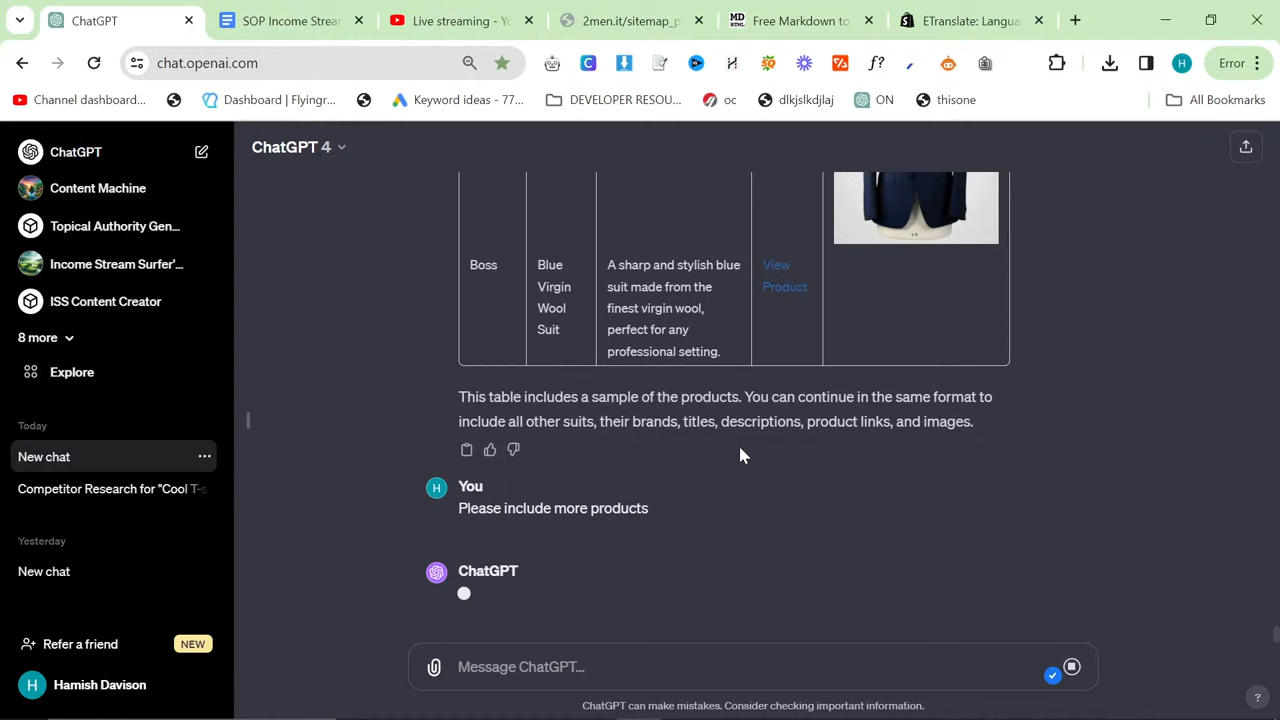 ChatGPT
SOP Income Strean
Live streaming - Yo
2men.it/sitemap_p
Free Markdown to
ETranslate: Langua
chat.openai.com
Error
Channel dashboard...
Dashboard | Flyingr...
Keyword ideas - 77...
DEVELOPER RESOU...
oc
dlkjslkdjlaj
ON
thisone
All Bookmarks
ChatGPT
Content Machine
Topical Authority Gen...
Income Stream Surfer'...
ISS Content Creator
8 more
Explore
Today
New chat
Competitor Research for "Cool T-s
Yesterday
New chat
Refer a friend
NEW
H
Hamish Davison
ChatGPT 4
Boss
Blue
Virgin
Wool
Suit
A sharp and stylish blue
suit made from the
finest virgin wool,
perfect for any
professional setting.
View
Product
This table includes a sample of the products. You can continue in the same format to
include all other suits, their brands, titles, descriptions, product links, and images.
H
You
Please include more products
ChatGPT
Message ChatGPT...
ChatGPT can make mistakes. Consider checking important information.
?